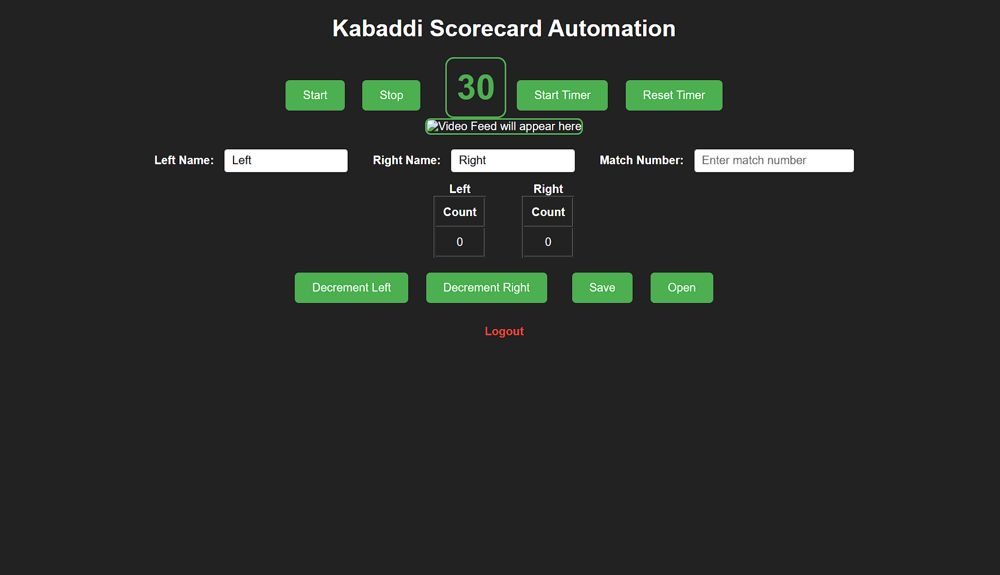 Kabaddi Scorecard Automation
Start Stop 30 Start Timer Reset Timer
Video Feed will appear here
Left Name: Left Right Name: Right Match Number: Enter match number
Left Right
Count Count
0 0
Decrement Left Decrement Right Save Open
Logout